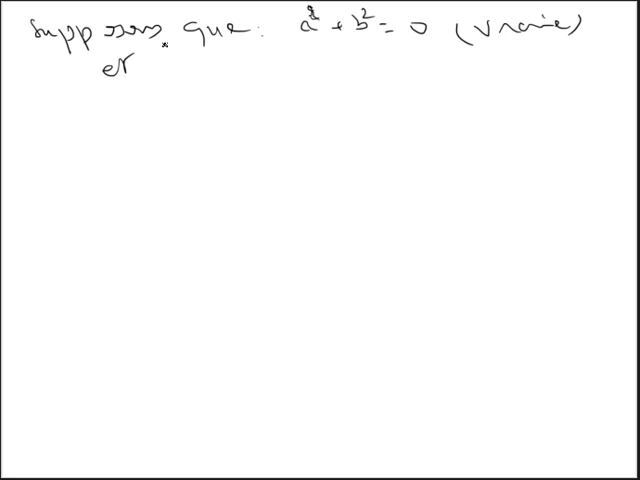 Supposons que : a² + b² = 0 (vraie)
et